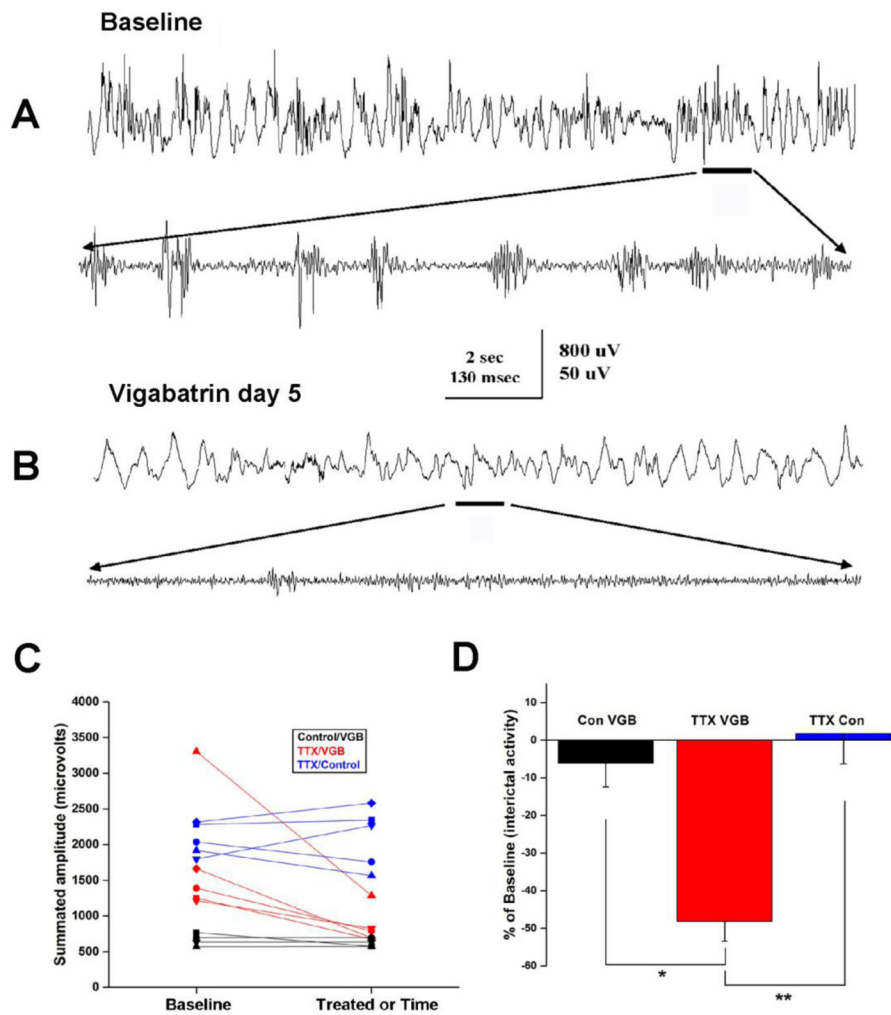 Baseline
A
2 sec
130 msec
800 uV
50 uV
Vigabatrin day 5
B
C
Summated amplitude (microvolts)
4000
3500
3000
2500
2000
1500
1000
500
0
Control/VGB
TTX/VGB
TTX/Control
Baseline
Treated or Time
D
% of Baseline (interictal activity)
10
0
-10
-20
-30
-40
-50
-60
Con VGB
TTX VGB
TTX Con
*
**